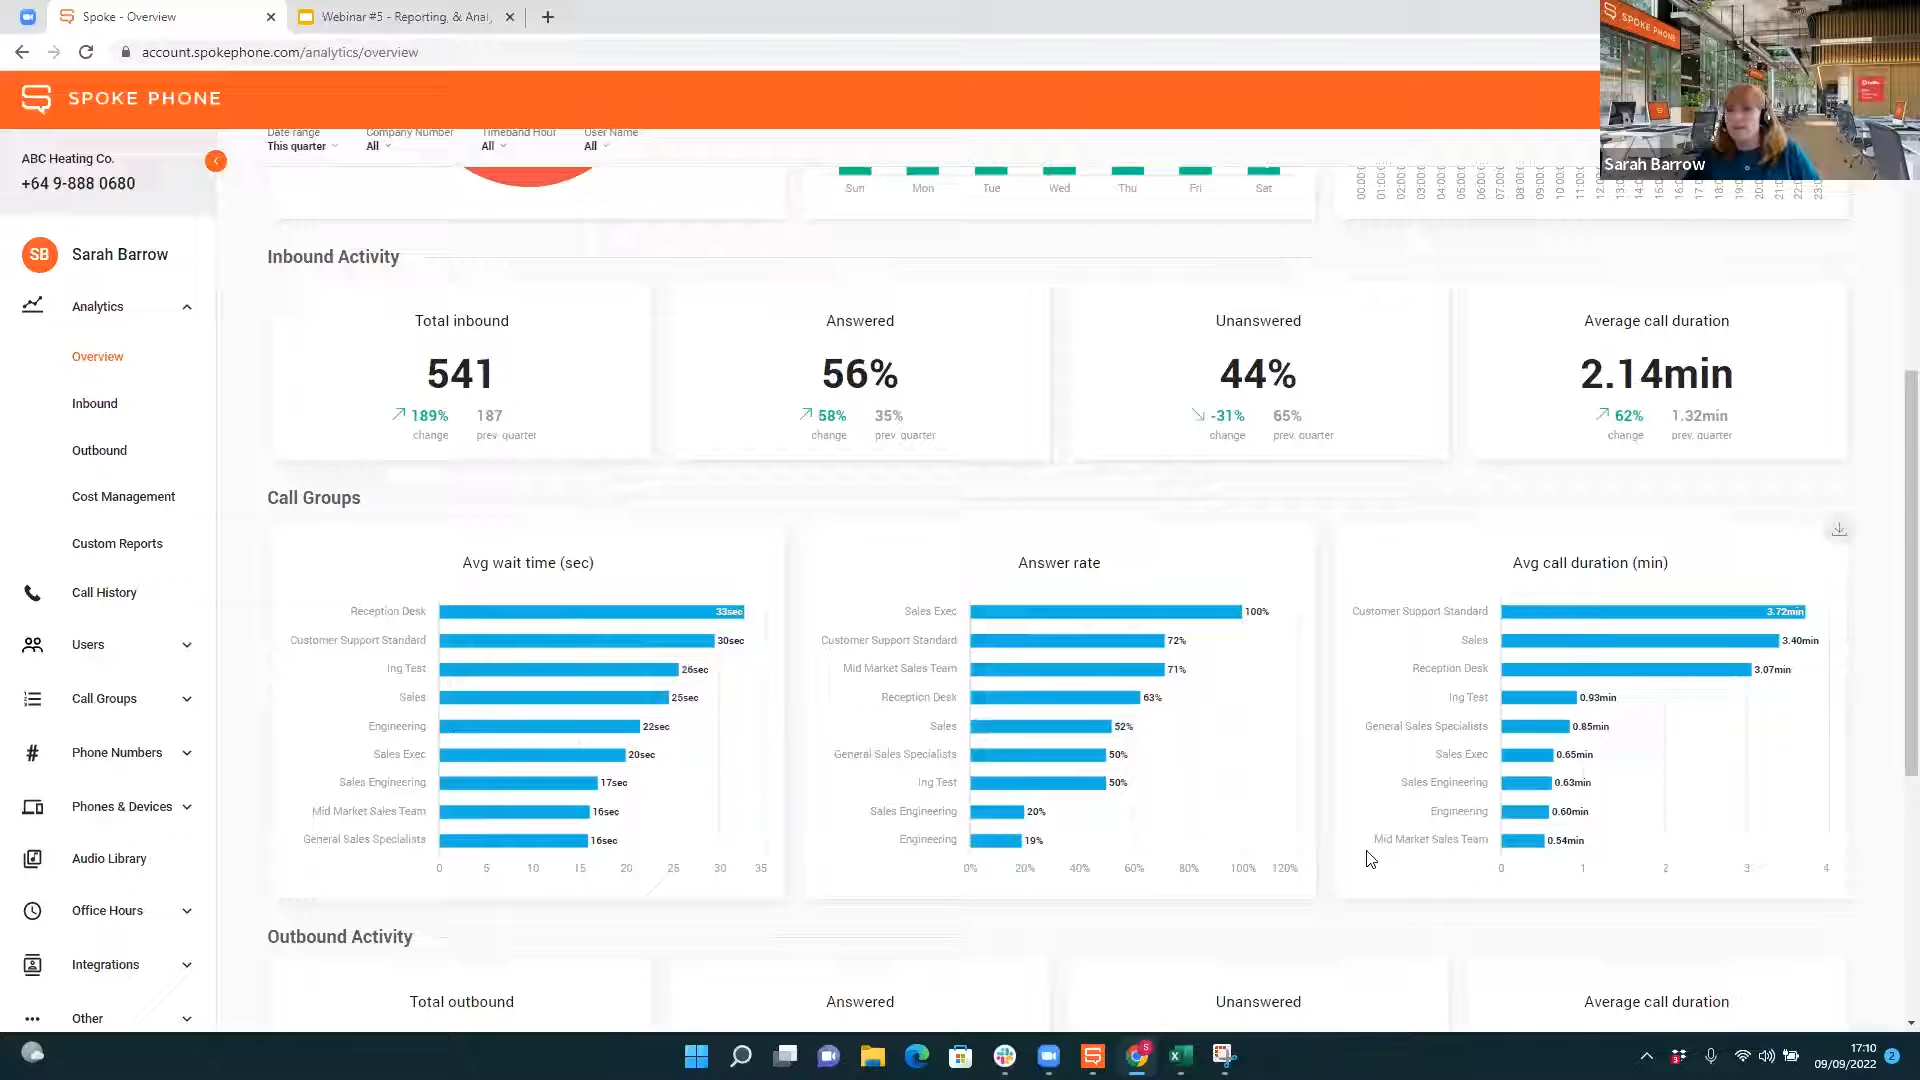 Spoke - Overview
Webinar #5 - Reporting, & Anal
account.spokephone.com/analytics/overview
SPOKE PHONE
SPOKE PHONE
Sarah Barrow
ABC Heating Co.
+64 9-888 0680
Date range
This quarter
Company Number
All
Timeband Hour
All
User Name
All
Sun Mon Tue Wed Thu Fri Sat
SB
Sarah Barrow
Analytics
Overview
Inbound
Outbound
Cost Management
Custom Reports
Call History
Users
Call Groups
Phone Numbers
Phones & Devices
Audio Library
Office Hours
Integrations
Other
Inbound Activity
Total inbound
541
189% 187
change prev. quarter
Answered
56%
58% 35%
change prev. quarter
Unanswered
44%
-31% 65%
change prev. quarter
Average call duration
2.14min
62% 1.32min
change prev. quarter
Call Groups
Avg wait time (sec)
Reception Desk 33sec
Customer Support Standard 30sec
Ing Test 26sec
Sales 25sec
Engineering 22sec
Sales Exec 20sec
Sales Engineering 17sec
Mid Market Sales Team 16sec
General Sales Specialists 16sec
0 5 10 15 20 25 30 35
Answer rate
Sales Exec 100%
Customer Support Standard 72%
Mid Market Sales Team 71%
Reception Desk 63%
Sales 52%
General Sales Specialists 50%
Ing Test 50%
Sales Engineering 20%
Engineering 19%
0% 20% 40% 60% 80% 100% 120%
Avg call duration (min)
Customer Support Standard 3.72min
Sales 3.40min
Reception Desk 3.07min
Ing Test 0.93min
General Sales Specialists 0.85min
Sales Exec 0.65min
Sales Engineering 0.63min
Engineering 0.60min
Mid Market Sales Team 0.54min
0 1 2 3 4
Outbound Activity
Total outbound
Answered
Unanswered
Average call duration
17:10
09/09/2022
2